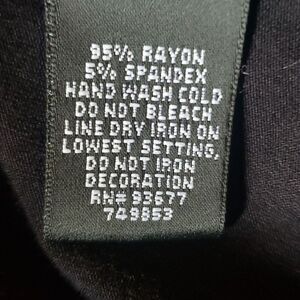 95% RAYON
5% SPANDEX
HAND WASH COLD
DO NOT BLEACH
LINE DRY IRON ON
LOWEST SETTING,
DO NOT IRON
DECORATION
RN# 93677
749853